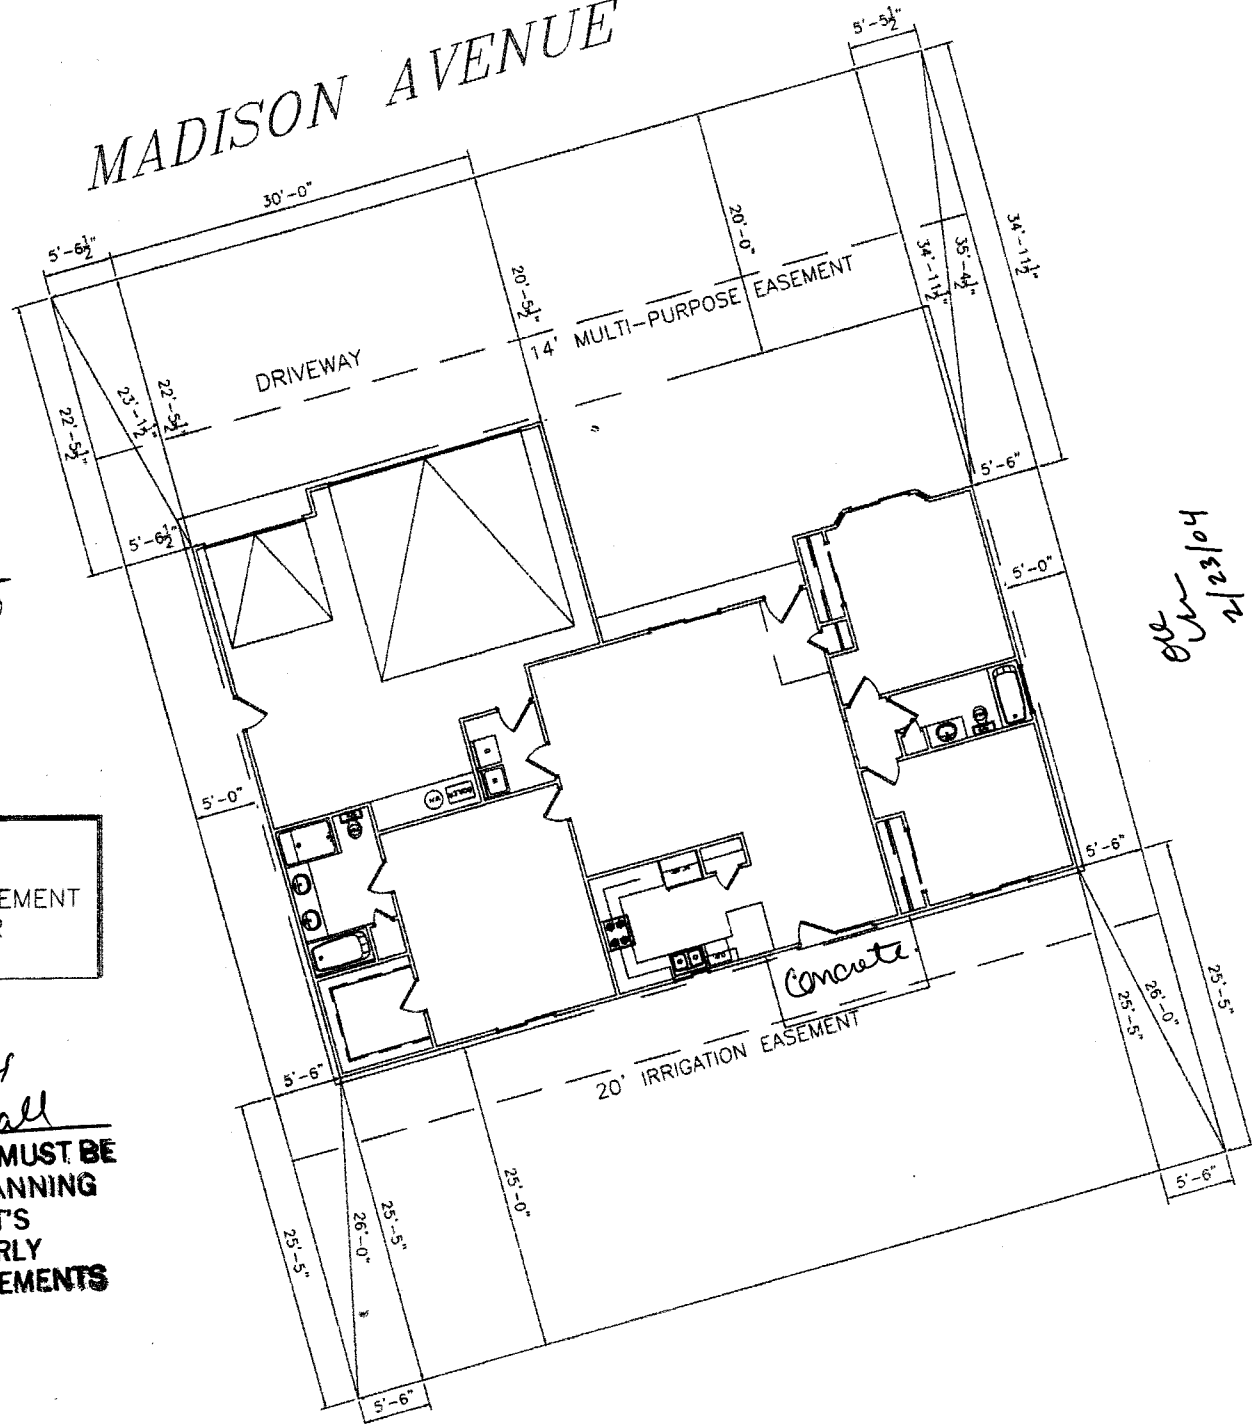 MADISON AVENUE
5'-5½"
30'-0"
5'-6½"
20'-0"
34'-11½"
35'-4½"
34'-11½"
20'-5½"
14' MULTI-PURPOSE EASEMENT
DRIVEWAY
22'-5½"
23'-1½"
22'-5½"
5'-6"
5'-6½"
5'-0"
2/23/04
5'-0"
5'-6"
EMENT
Concrete.
20' IRRIGATION EASEMENT
25'-5"
26'-0"
25'-5"
5'-6"
all
MUST BE
ANNING
T'S
RLY
EMENTS
25'-0"
5'-6"
25'-5"
26'-0"
25'-5"
5'-6"